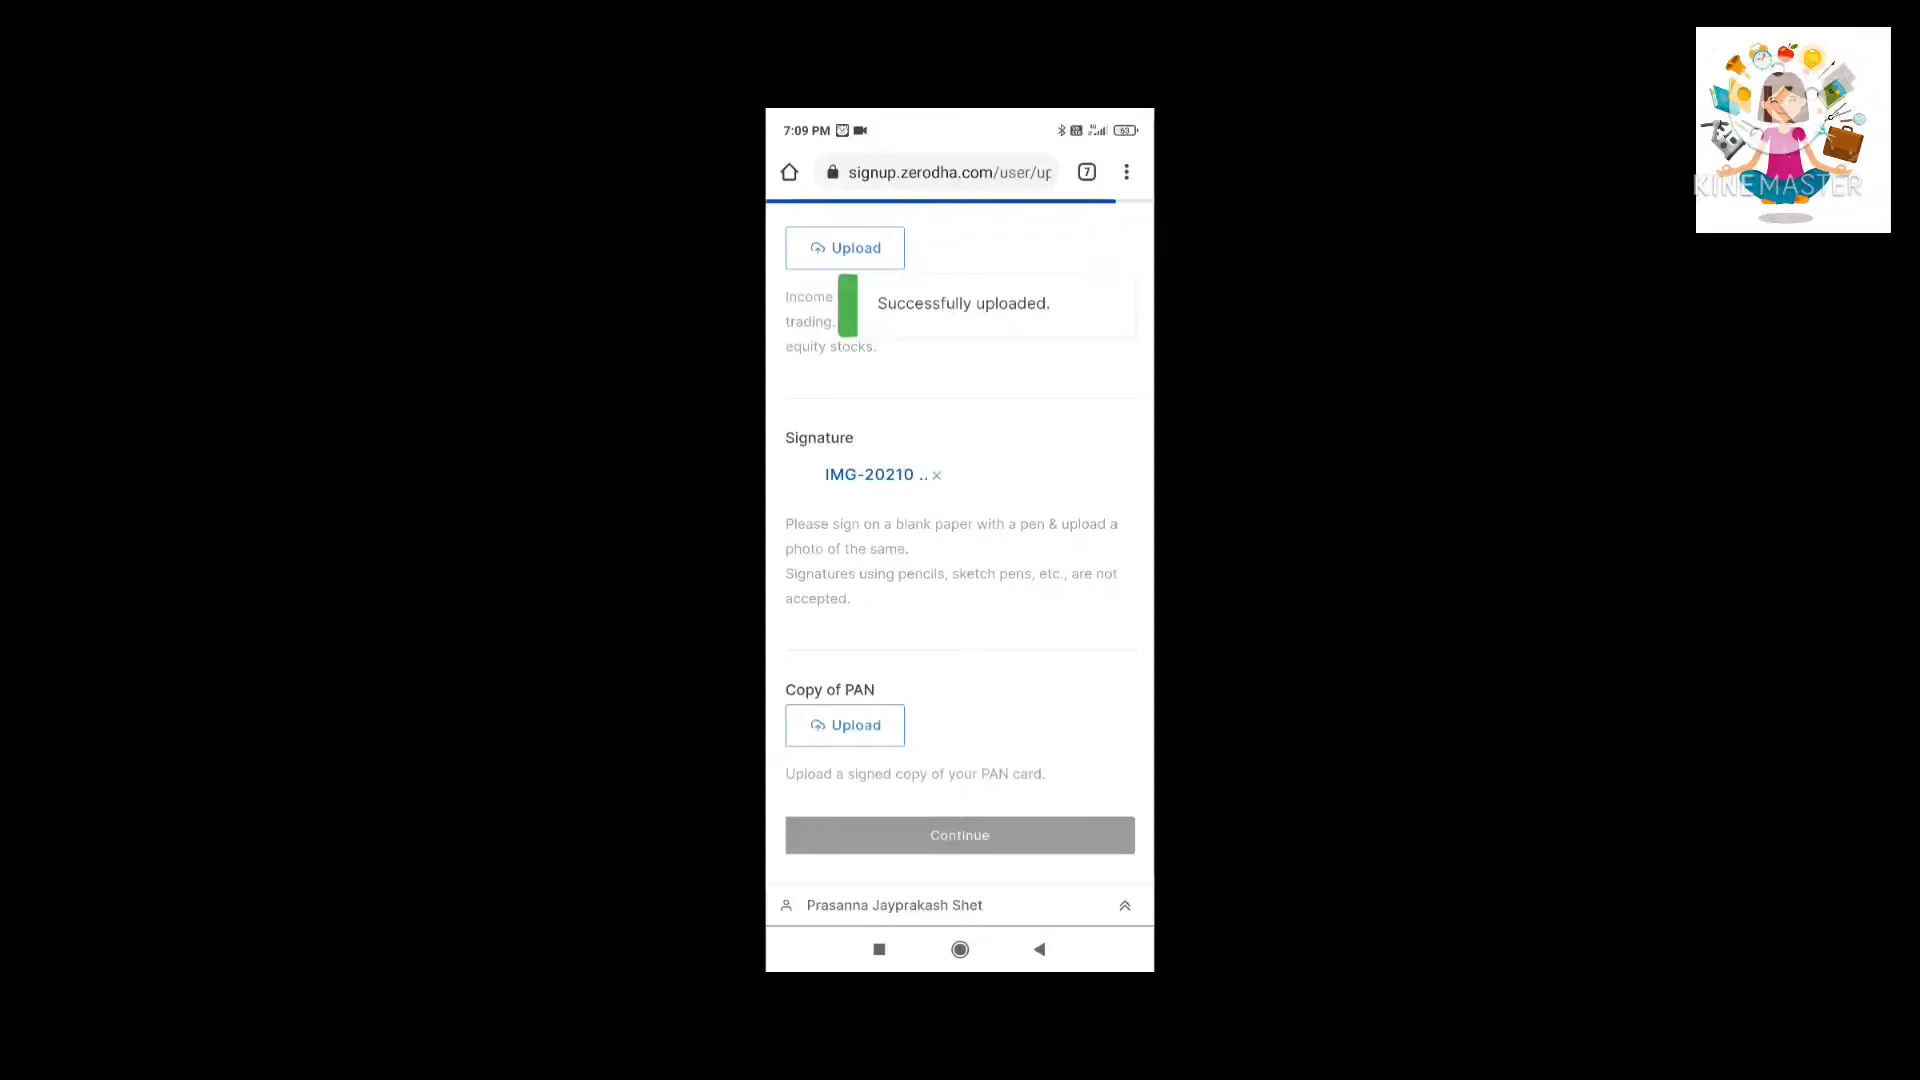 7:09 PM
63
signup.zerodha.com/user/up
7
Upload
Successfully uploaded.
Income
trading.
equity stocks.
Signature
IMG-20210 .. ×
Please sign on a blank paper with a pen & upload a
photo of the same.
Signatures using pencils, sketch pens, etc., are not
accepted.
Copy of PAN
Upload
Upload a signed copy of your PAN card.
Continue
Prasanna Jayprakash Shet
KINEMASTER